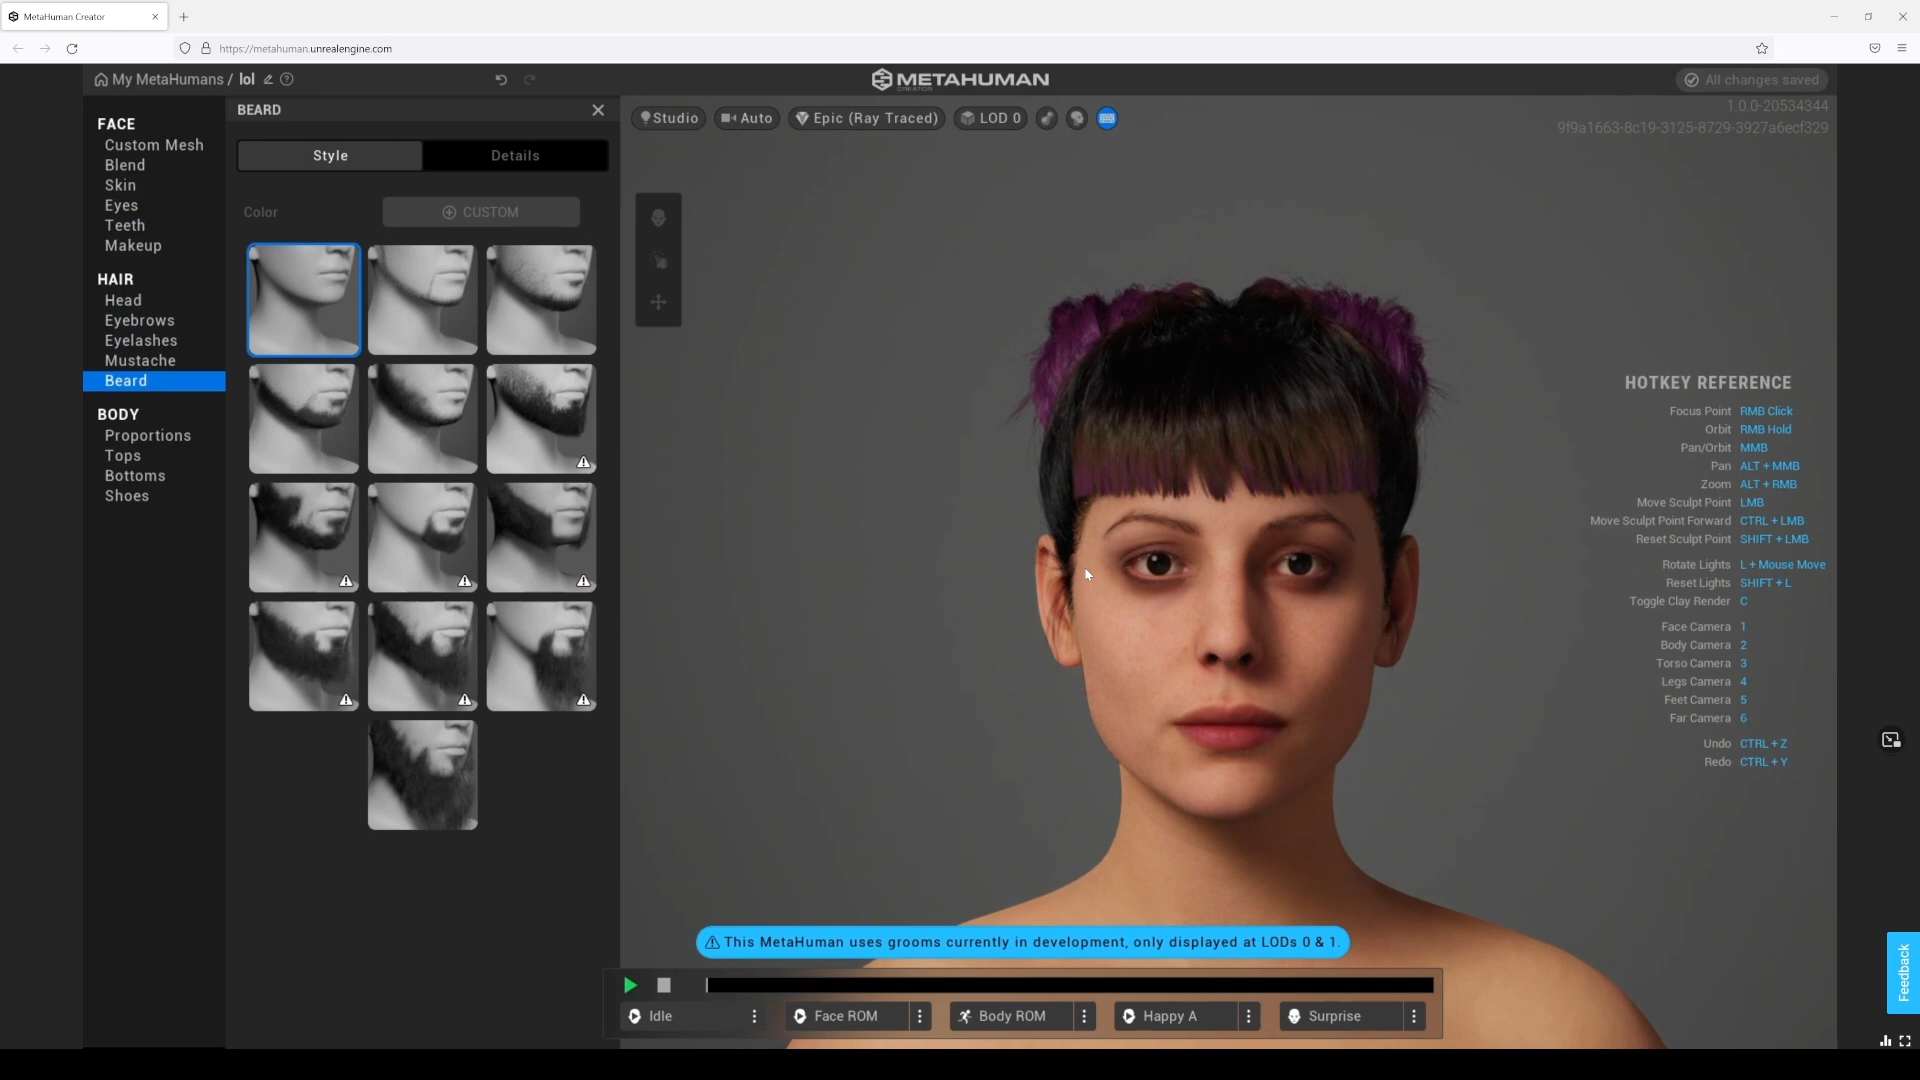 MetaHuman Creator
https://metahuman.unrealengine.com
My MetaHumans / lol
METAHUMAN
CREATOR
All changes saved
1.0.0-20534344
9f9a1663-8c19-3125-8729-3927a6ecf329
FACE
Custom Mesh
Blend
Skin
Eyes
Teeth
Makeup
HAIR
Head
Eyebrows
Eyelashes
Mustache
Beard
BODY
Proportions
Tops
Bottoms
Shoes
BEARD
Style
Details
Color
CUSTOM
Studio
Auto
Epic (Ray Traced)
LOD 0
HOTKEY REFERENCE
Focus Point RMB Click
Orbit RMB Hold
Pan/Orbit MMB
Pan ALT + MMB
Zoom ALT + RMB
Move Sculpt Point LMB
Move Sculpt Point Forward CTRL + LMB
Reset Sculpt Point SHIFT + LMB
Rotate Lights L + Mouse Move
Reset Lights SHIFT + L
Toggle Clay Render C
Face Camera 1
Body Camera 2
Torso Camera 3
Legs Camera 4
Feet Camera 5
Far Camera 6
Undo CTRL + Z
Redo CTRL + Y
This MetaHuman uses grooms currently in development, only displayed at LODs 0 & 1.
Idle
Face ROM
Body ROM
Happy A
Surprise
Feedback